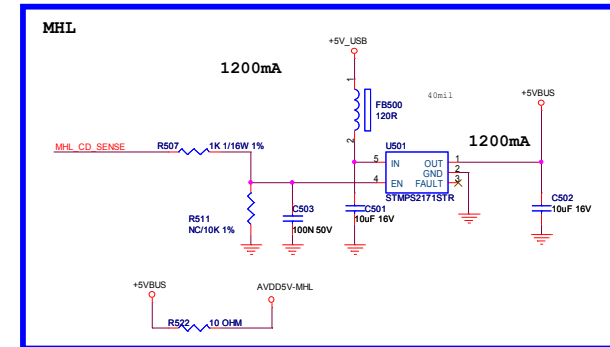 MHL
+5V_USB
1200mA
1
FB500
120R
40mil
+5VBUS
2
U501
1200mA
MHL_CD_SENSE
R507
1K 1/16W 1%
5
IN
OUT
1
GND
2
4
EN
FAULT
3
STMPS2171STR
R511
NC/10K 1%
C503
100N 50V
C501
10uF 16V
C502
10uF 16V
+5VBUS
AVDD5V-MHL
R522
10 OHM